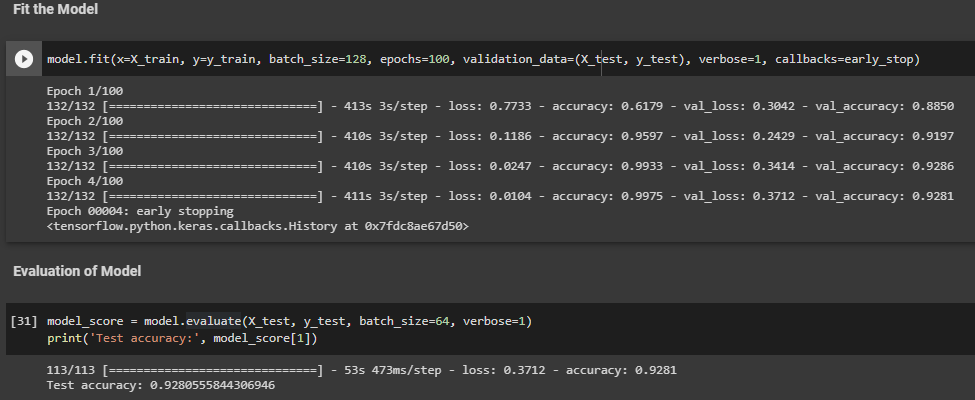 Fit the Model
model.fit(x=X_train, y=y_train, batch_size=128, epochs=100, validation_data=(X_test, y_test), verbose=1, callbacks=early_stop)
Epoch 1/100
132/132 [==============================] - 413s 3s/step - loss: 0.7733 - accuracy: 0.6179 - val_loss: 0.3042 - val_accuracy: 0.8850
Epoch 2/100
132/132 [==============================] - 410s 3s/step - loss: 0.1186 - accuracy: 0.9597 - val_loss: 0.2429 - val_accuracy: 0.9197
Epoch 3/100
132/132 [==============================] - 410s 3s/step - loss: 0.0247 - accuracy: 0.9933 - val_loss: 0.3414 - val_accuracy: 0.9286
Epoch 4/100
132/132 [==============================] - 411s 3s/step - loss: 0.0104 - accuracy: 0.9975 - val_loss: 0.3712 - val_accuracy: 0.9281
Epoch 00004: early stopping
<tensorflow.python.keras.callbacks.History at 0x7fdc8ae67d50>
Evaluation of Model
[31] model_score = model.evaluate(X_test, y_test, batch_size=64, verbose=1)
print('Test accuracy:', model_score[1])
113/113 [==============================] - 53s 473ms/step - loss: 0.3712 - accuracy: 0.9281
Test accuracy: 0.9280555844306946